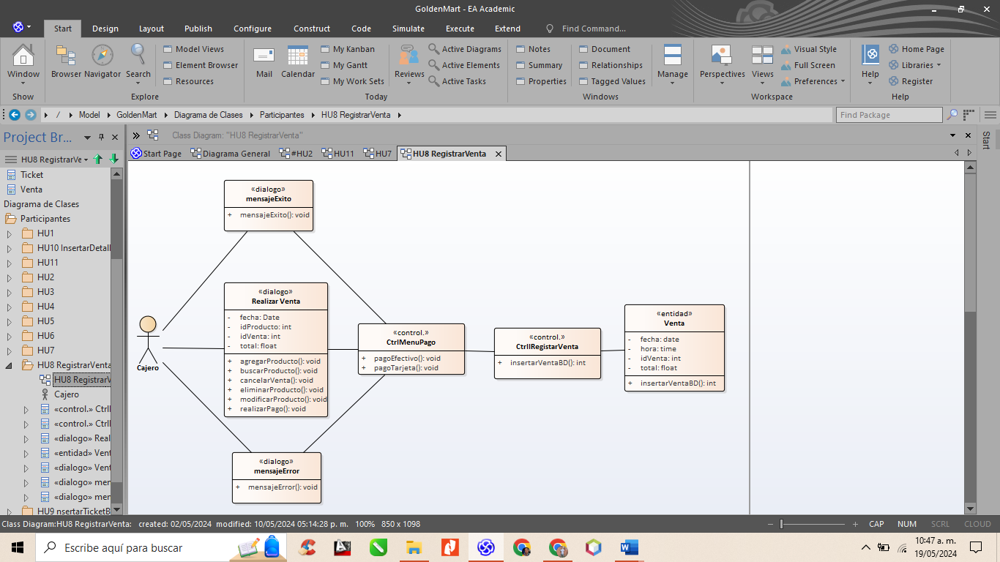 GoldenMart - EA Academic
Start Design Layout Publish Configure Construct Code Simulate Execute Extend Find Command...
Window
Show
Browser Navigator Search
Model Views
Element Browser
Resources
Explore
Mail Calendar
My Kanban
My Gantt
My Work Sets
Reviews
Active Diagrams
Active Elements
Active Tasks
Today
Notes
Summary
Properties
Document
Relationships
Tagged Values
Windows
Manage
Perspectives Views
Visual Style
Full Screen
Preferences
Workspace
Help
Home Page
Libraries
Register
Help
/ Model GoldenMart Diagrama de Clases Participantes HU8 RegistrarVenta
Find Package
Project Br...
HU8 RegistrarVe
Ticket
Venta
Diagrama de Clases
Participantes
HU1
HU10 InsertarDetall
HU11
HU2
HU3
HU4
HU5
HU6
HU7
HU8 RegistrarVenta
HU8 RegistrarV
Cajero
«control.» Ctrll
«control.» Ctrll
«dialogo» Real
«entidad» Vent
«dialogo» Vent
«dialogo» men
«dialogo» men
HU9 nsertarTicketB
Class Diagram: "HU8 RegistrarVenta"
Start Page Diagrama General #HU2 HU11 HU7 HU8 RegistrarVenta
Start
«dialogo»
mensajeExito
+ mensajeExito(): void
Cajero
«dialogo»
Realizar Venta
- fecha: Date
- idProducto: int
- idVenta: int
- total: float
+ agregarProducto(): void
+ buscarProducto(): void
+ cancelarVenta(): void
+ eliminarProducto(): void
+ modificarProducto(): void
+ realizarPago(): void
«control.»
CtrlMenuPago
+ pagoEfectivo(): void
+ pagoTarjeta(): void
«control.»
CtrllRegistarVenta
+ insertarVentaBD(): int
«entidad»
Venta
- fecha: date
- hora: time
- idVenta: int
- total: float
+ insertarVentaBD(): int
«dialogo»
mensajeError
+ mensajeError(): void
Class Diagram:HU8 RegistrarVenta: created: 02/05/2024 modified: 10/05/2024 05:14:28 p. m. 100% 850 x 1098
CAP NUM SCRL CLOUD
Escribe aquí para buscar
10:47 a. m.
19/05/2024